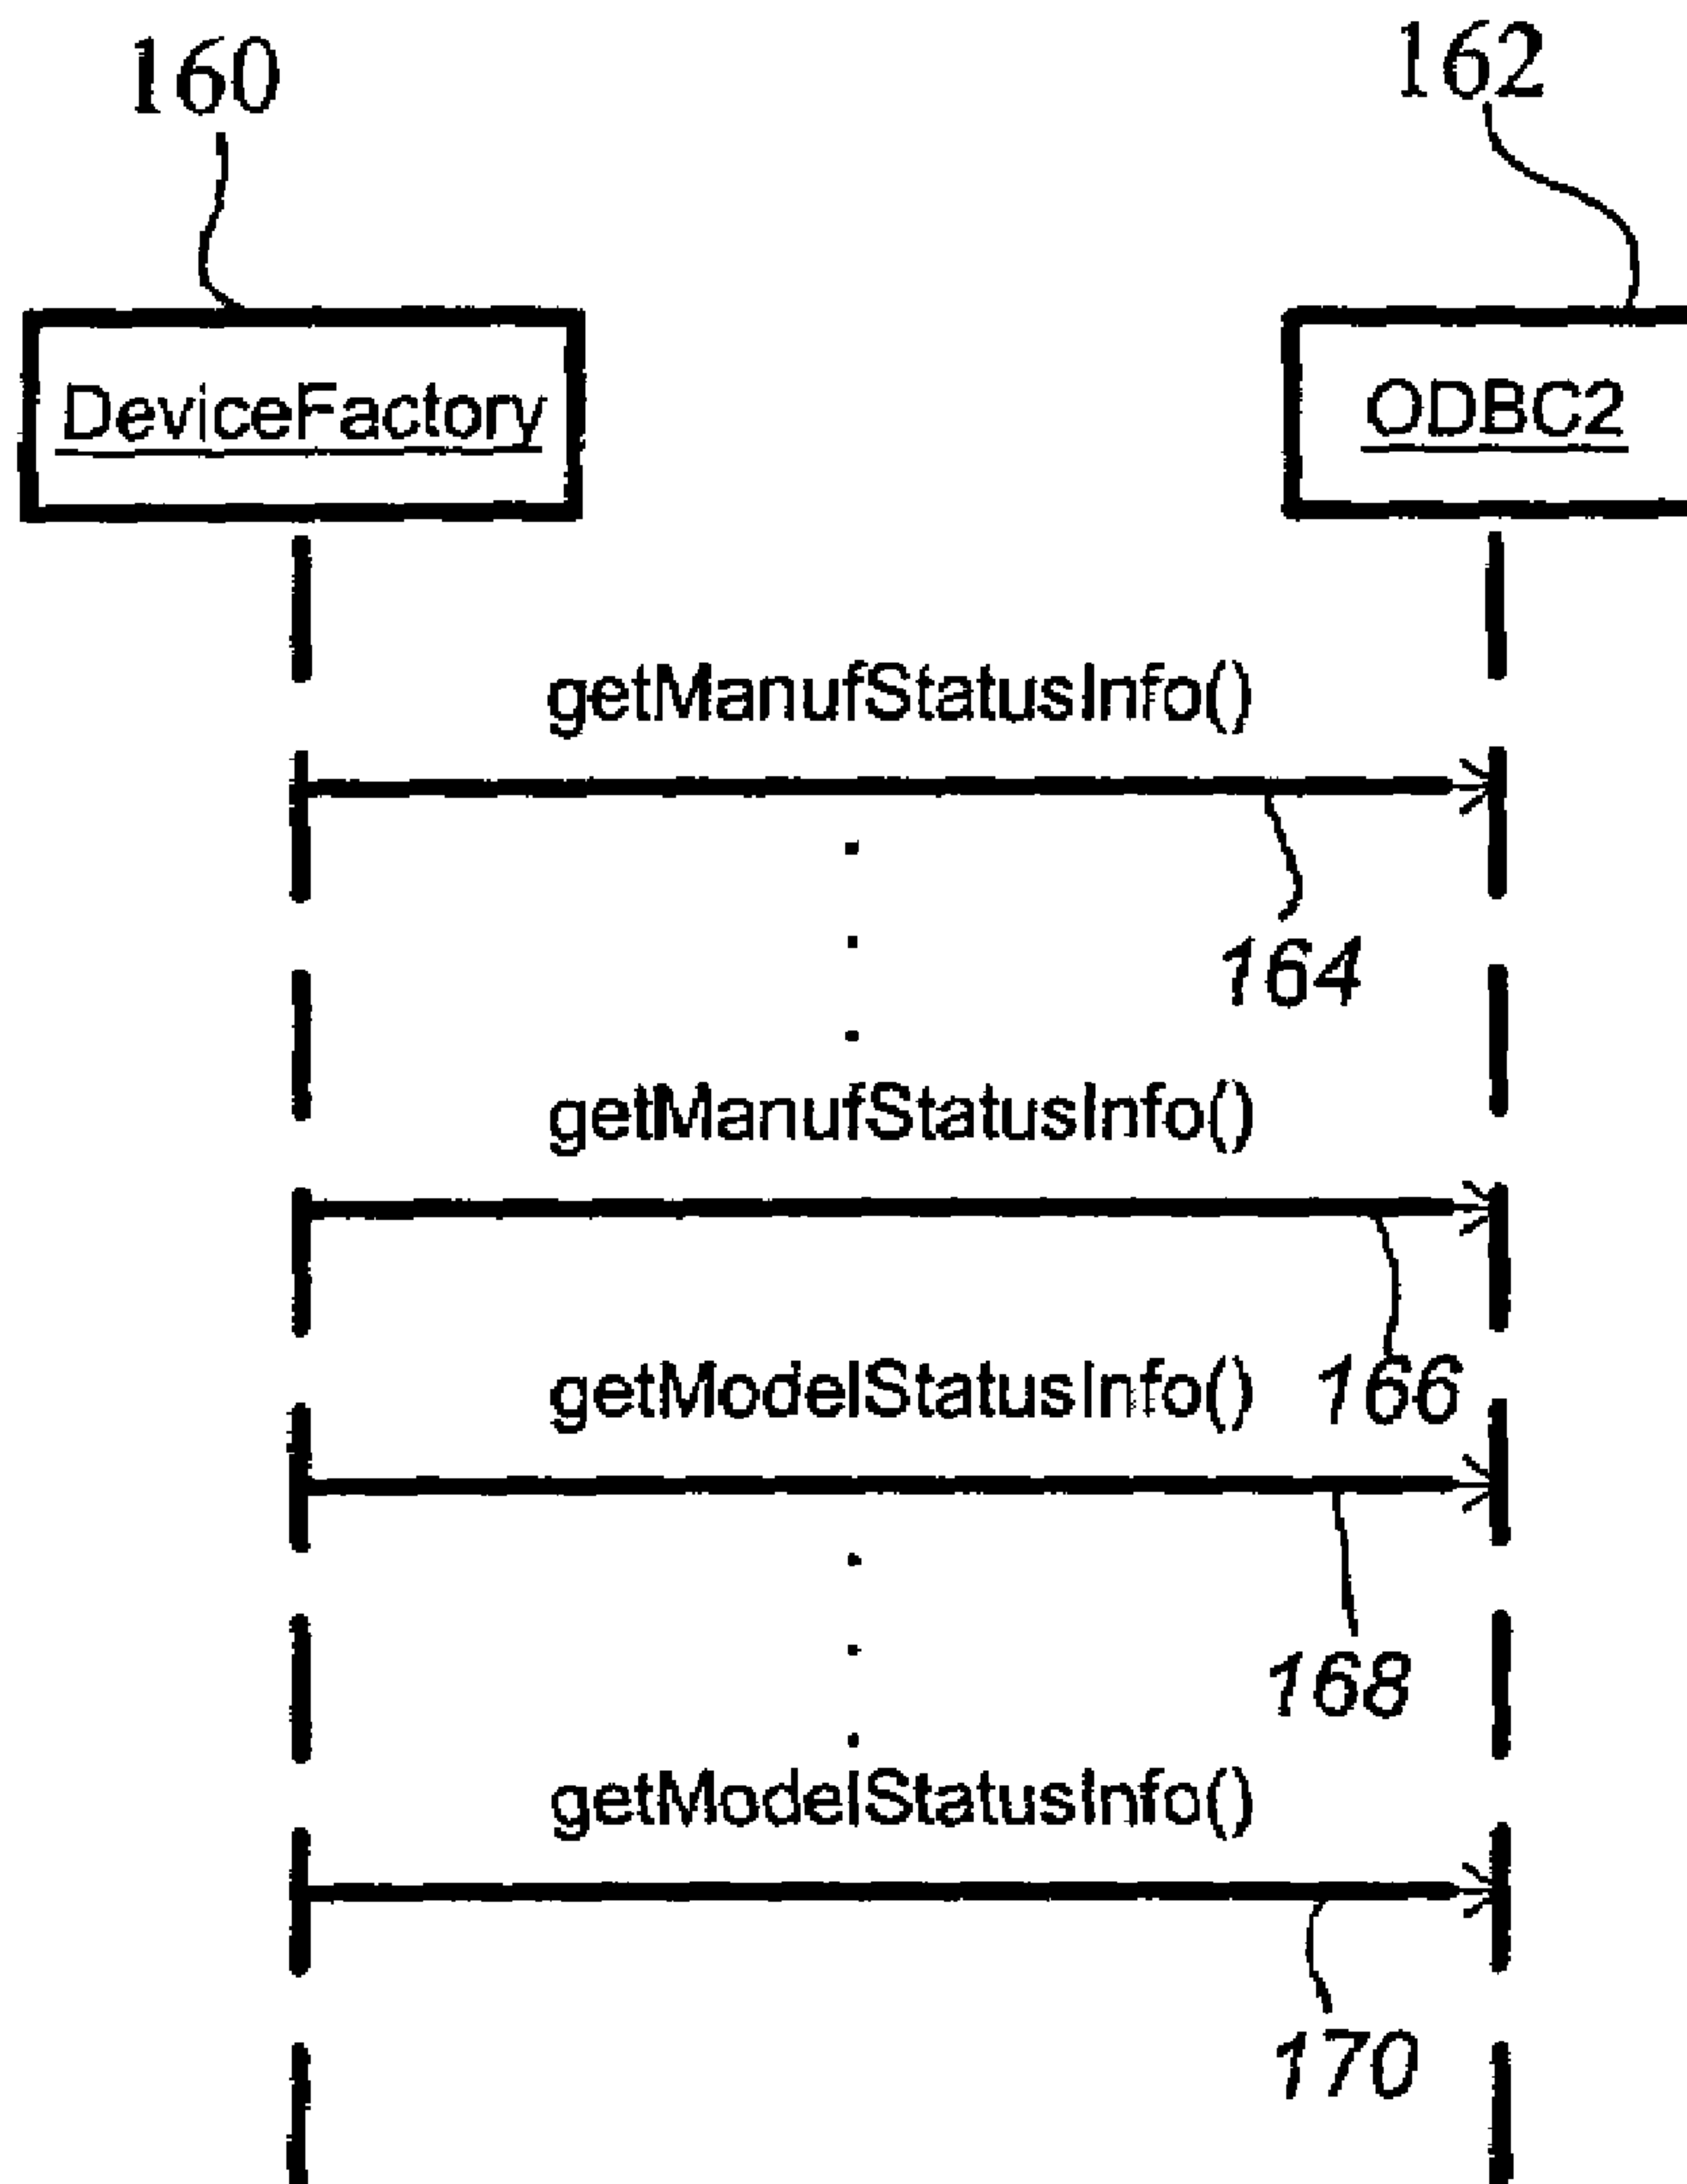 160
162
DeviceFactory
ODBC2
getManufStatusInfo()
164
getManufStatusInfo()
166
getModelStatusInfo()
168
getModelStatusInfo()
170